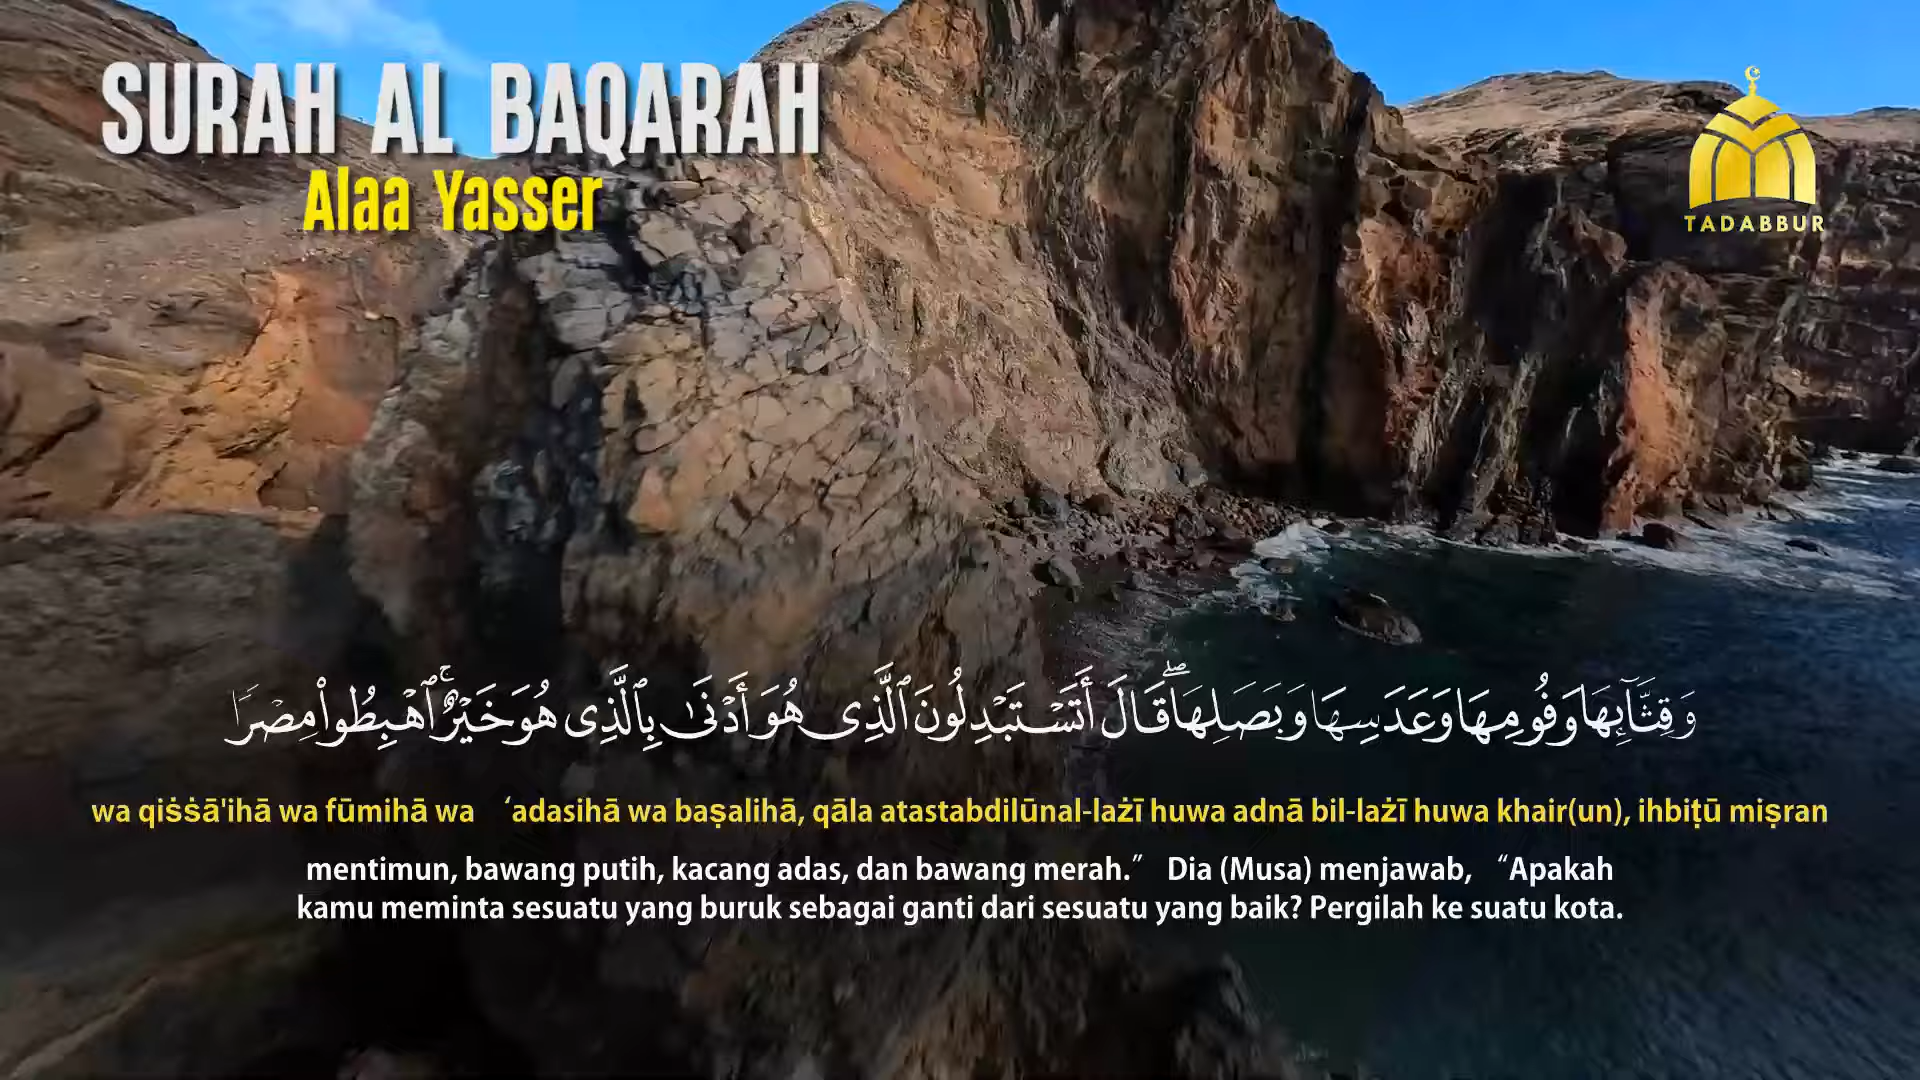 SURAH AL BAQARAH
Alaa Yasser
TADABBUR
وَقِثَّآئِهَا وَفُومِهَا وَعَدَسِهَا وَبَصَلِهَاۖ قَالَ أَتَسْتَبْدِلُونَ ٱلَّذِى هُوَ أَدْنَىٰ بِٱلَّذِى هُوَ خَيْرٌۚ ٱهْبِطُوا۟ مِصْرًا
wa qiṡṡā'ihā wa fūmihā wa ‘adasihā wa baṣalihā, qāla atastabdilūnal-lażī huwa adnā bil-lażī huwa khair(un), ihbiṭū miṣran
mentimun, bawang putih, kacang adas, dan bawang merah.” Dia (Musa) menjawab, “Apakah
kamu meminta sesuatu yang buruk sebagai ganti dari sesuatu yang baik? Pergilah ke suatu kota.